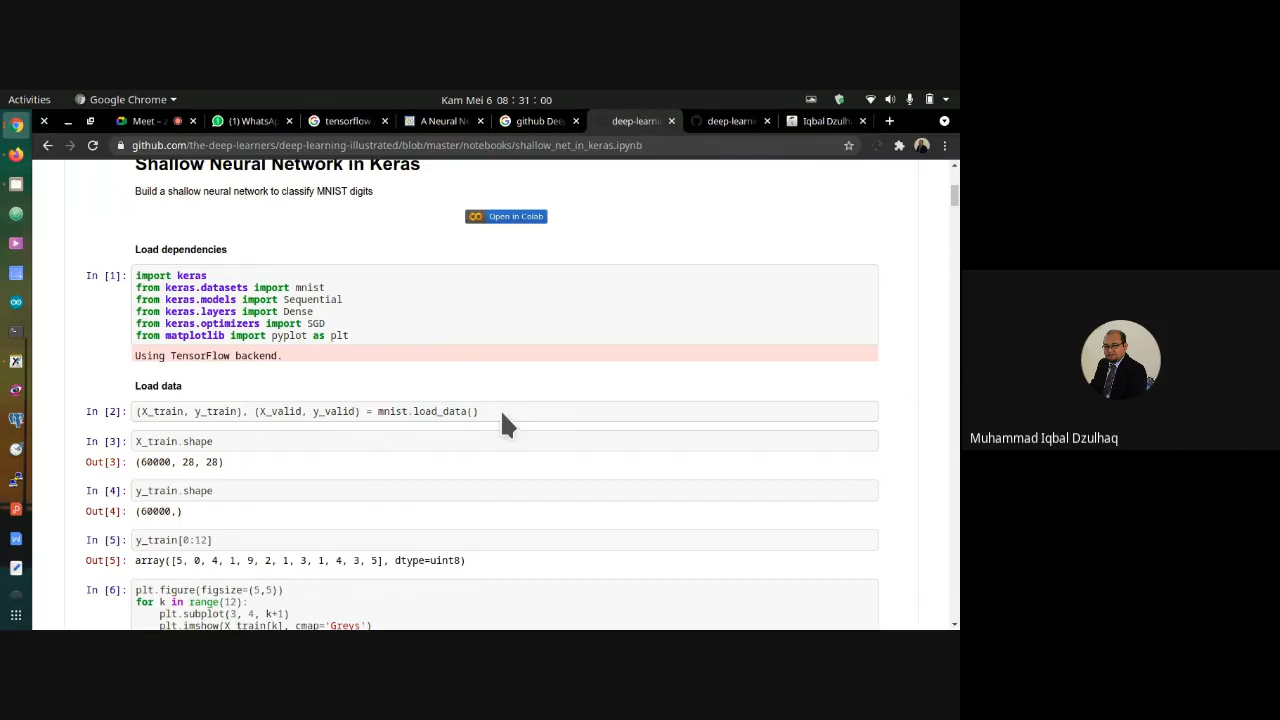 Activities Google Chrome Kam Mei 6 08 : 31 : 00
Meet – (1) WhatsA tensorflow A Neural N github Dee deep-learni deep-learni Iqbal Dzulh
github.com/the-deep-learners/deep-learning-illustrated/blob/master/notebooks/shallow_net_in_keras.ipynb
Shallow Neural Network in Keras
Build a shallow neural network to classify MNIST digits
Open in Colab
Load dependencies
In [1]: import keras
from keras.datasets import mnist
from keras.models import Sequential
from keras.layers import Dense
from keras.optimizers import SGD
from matplotlib import pyplot as plt
Using TensorFlow backend.
Load data
In [2]: (X_train, y_train), (X_valid, y_valid) = mnist.load_data()
In [3]: X_train.shape
Out[3]: (60000, 28, 28)
In [4]: y_train.shape
Out[4]: (60000,)
In [5]: y_train[0:12]
Out[5]: array([5, 0, 4, 1, 9, 2, 1, 3, 1, 4, 3, 5], dtype=uint8)
In [6]: plt.figure(figsize=(5,5))
for k in range(12):
plt.subplot(3, 4, k+1)
plt.imshow(X_train[k], cmap='Greys')
Muhammad Iqbal Dzulhaq